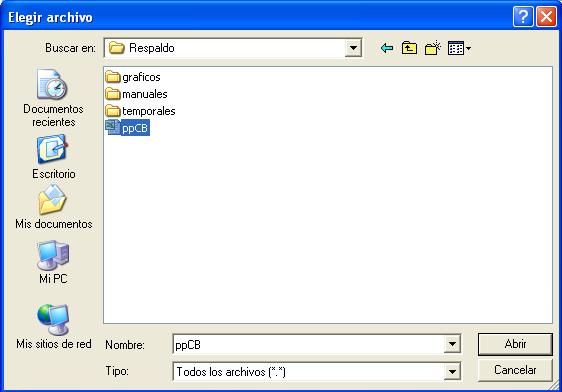 Elegir archivo
Buscar en: Respaldo
Documentos
recientes
Escritorio
Mis documentos
Mi PC
Mis sitios de red
graficos
manuales
temporales
ppCB
Nombre: ppCB Abrir
Tipo: Todos los archivos (*.*) Cancelar